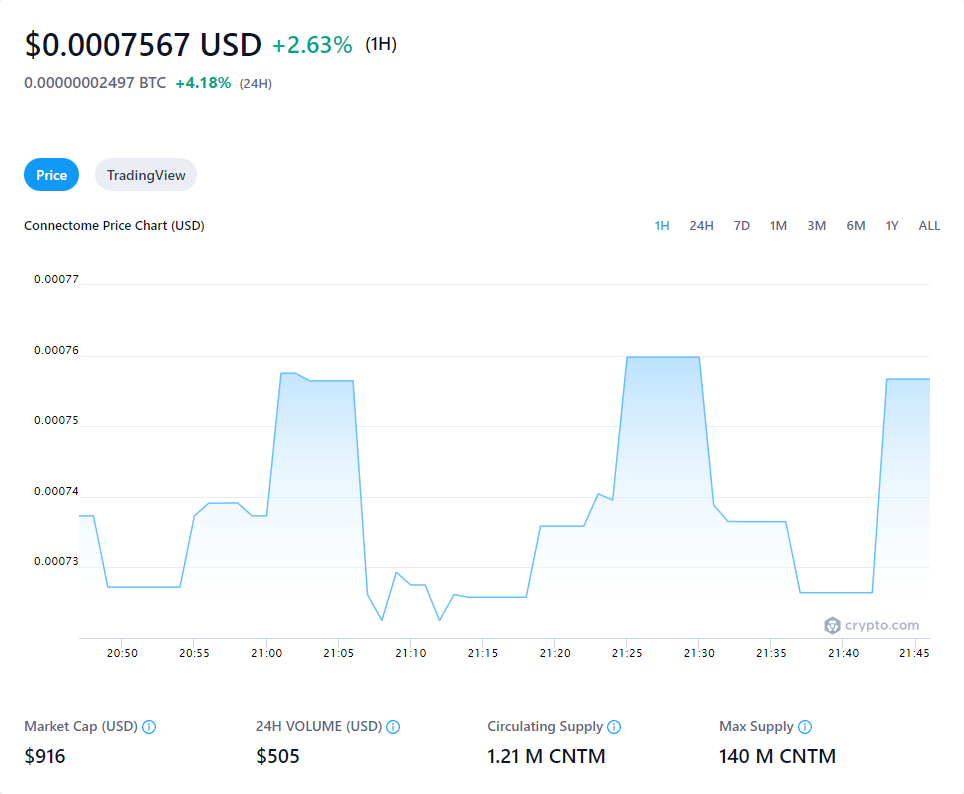 $0.0007567 USD +2.63% (1H)
0.00000002497 BTC +4.18% (24H)
Price TradingView
Connectome Price Chart (USD) 1H 24H 7D 1M 3M 6M 1Y ALL
0.00077
0.00076
0.00075
0.00074
0.00073
crypto.com
20:50 20:55 21:00 21:05 21:10 21:15 21:20 21:25 21:30 21:35 21:40 21:45
Market Cap (USD) 24H VOLUME (USD) Circulating Supply Max Supply
$916 $505 1.21 M CNTM 140 M CNTM